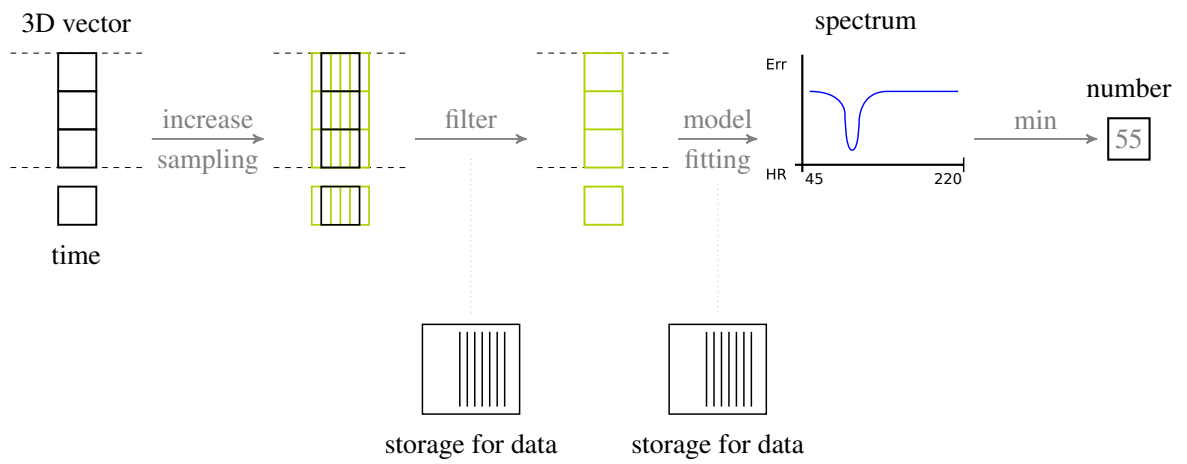 3D vector
time
increase
sampling
filter
model
fitting
spectrum
Err
HR
45
220
min
number
55
storage for data
storage for data